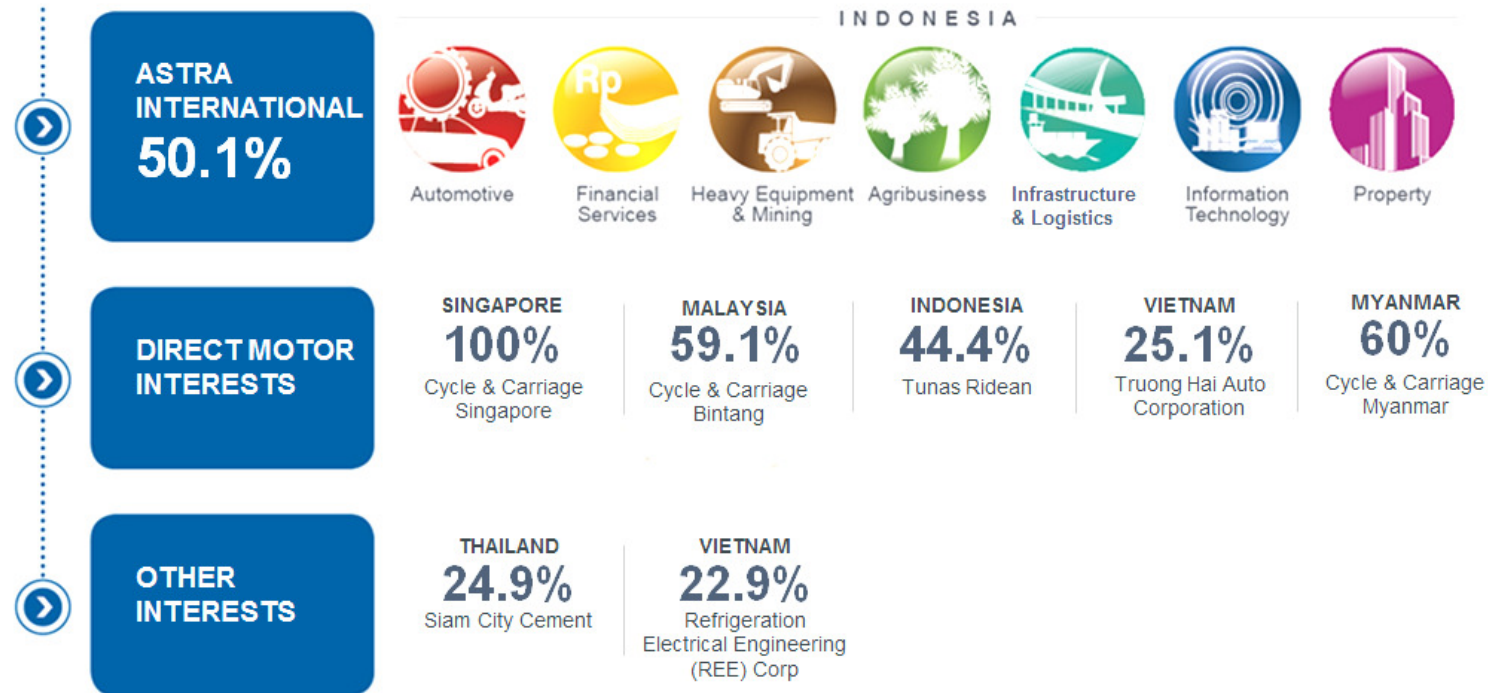 INDONESIA
ASTRA
INTERNATIONAL
50.1%
Rp
Automotive
Financial
Services
Heavy Equipment
& Mining
Agribusiness
Infrastructure
& Logistics
Information
Technology
Property
DIRECT MOTOR
INTERESTS
SINGAPORE
100%
Cycle & Carriage
Singapore
MALAYSIA
59.1%
Cycle & Carriage
Bintang
INDONESIA
44.4%
Tunas Ridean
VIETNAM
25.1%
Truong Hai Auto
Corporation
MYANMAR
60%
Cycle & Carriage
Myanmar
OTHER
INTERESTS
THAILAND
24.9%
Siam City Cement
VIETNAM
22.9%
Refrigeration
Electrical Engineering
(REE) Corp